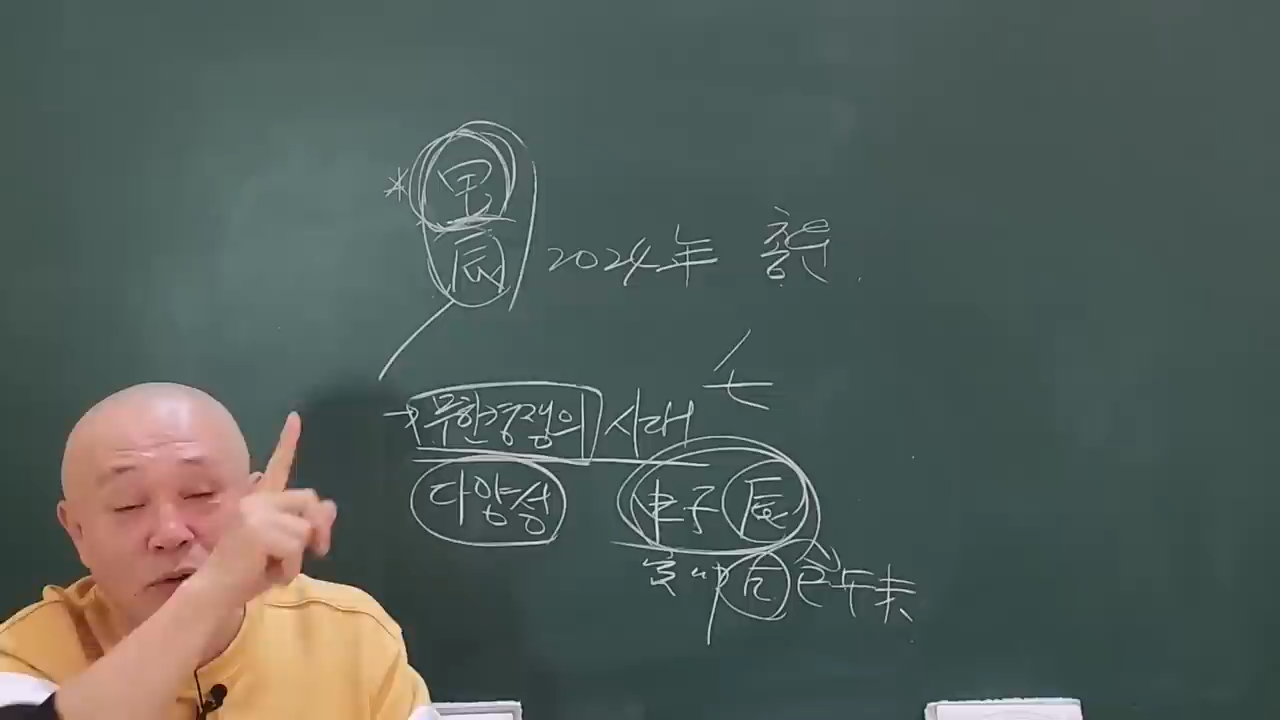 甲
辰 2024年
무한경쟁의 시대
다양성 申子辰
辰 巳午未